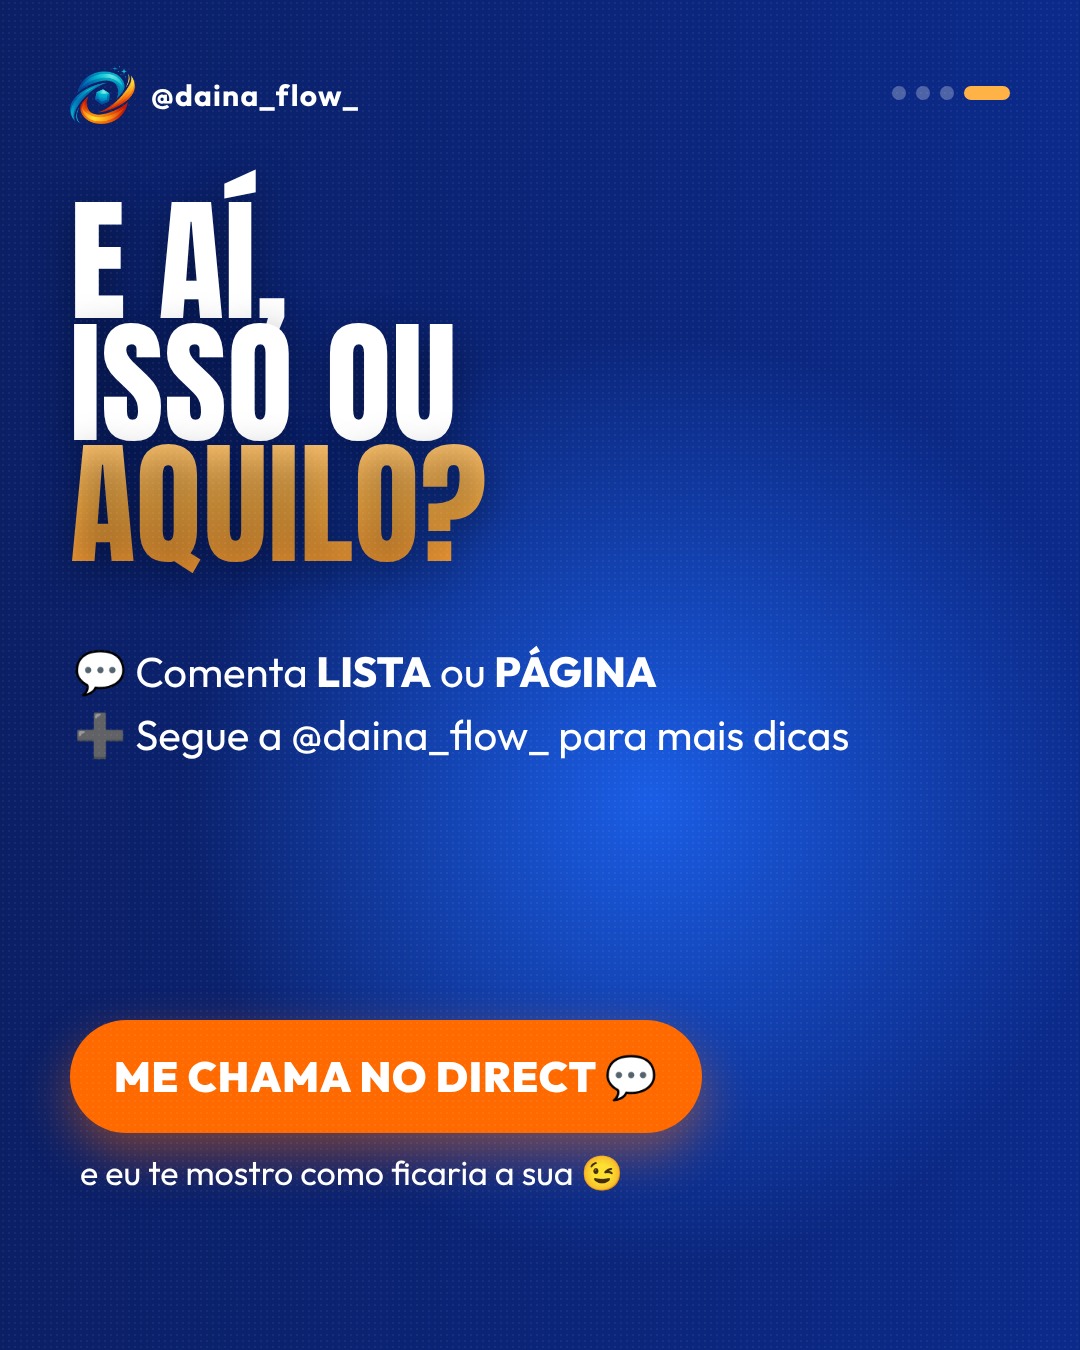 @daina_flow_
E AÍ,
ISSO OU
AQUILO?
💬 Comenta LISTA ou PÁGINA
➕ Segue a @daina_flow_ para mais dicas
ME CHAMA NO DIRECT 💬
e eu te mostro como ficaria a sua 😉